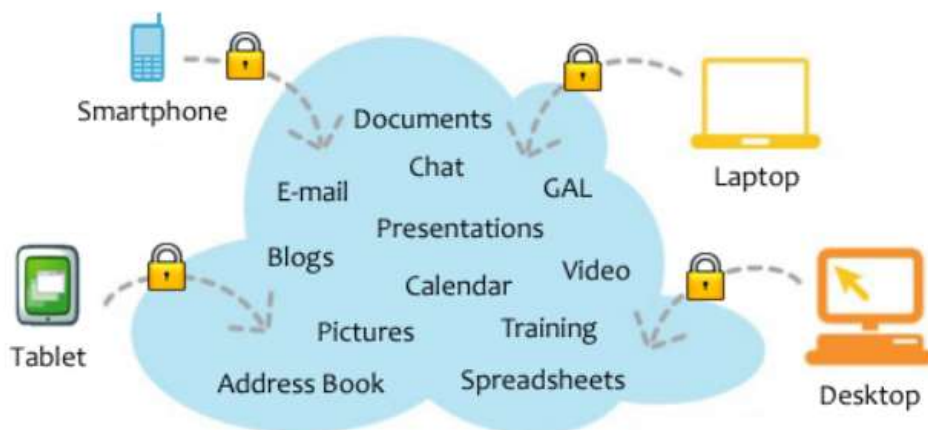 Smartphone
Documents
Chat
E-mail
GAL
Laptop
Presentations
Blogs
Video
Calendar
Tablet
Pictures
Training
Address Book
Spreadsheets
Desktop